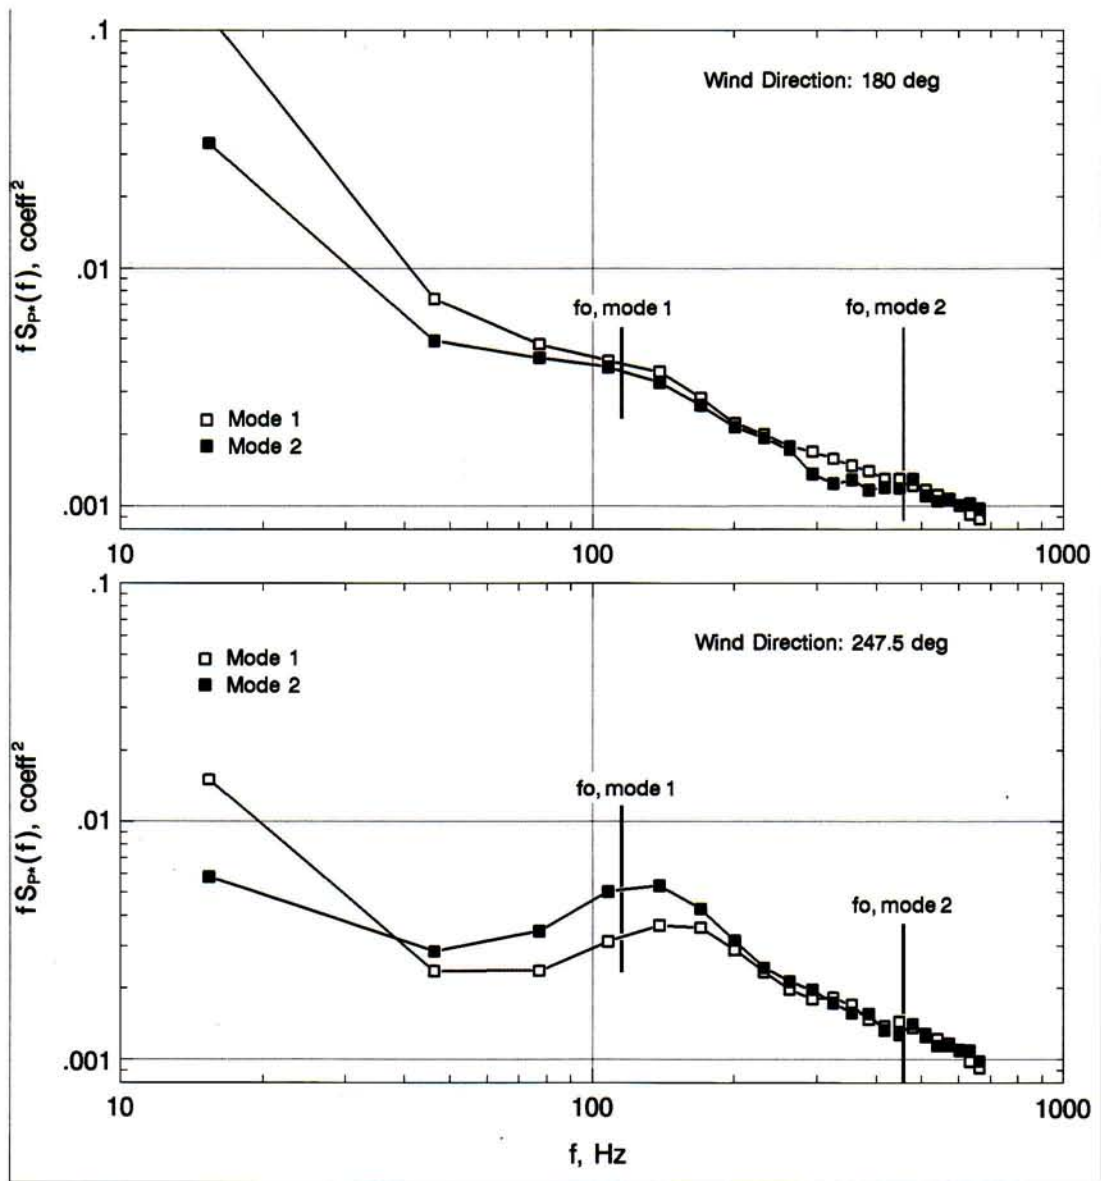 .1
Wind Direction: 180 deg
fSp*(f), coeff²
.01
fo, mode 1
fo, mode 2
Mode 1
Mode 2
.001
10
100
1000
.1
Mode 1
Mode 2
Wind Direction: 247.5 deg
fSp*(f), coeff²
fo, mode 1
.01
fo, mode 2
.001
10
100
1000
f, Hz